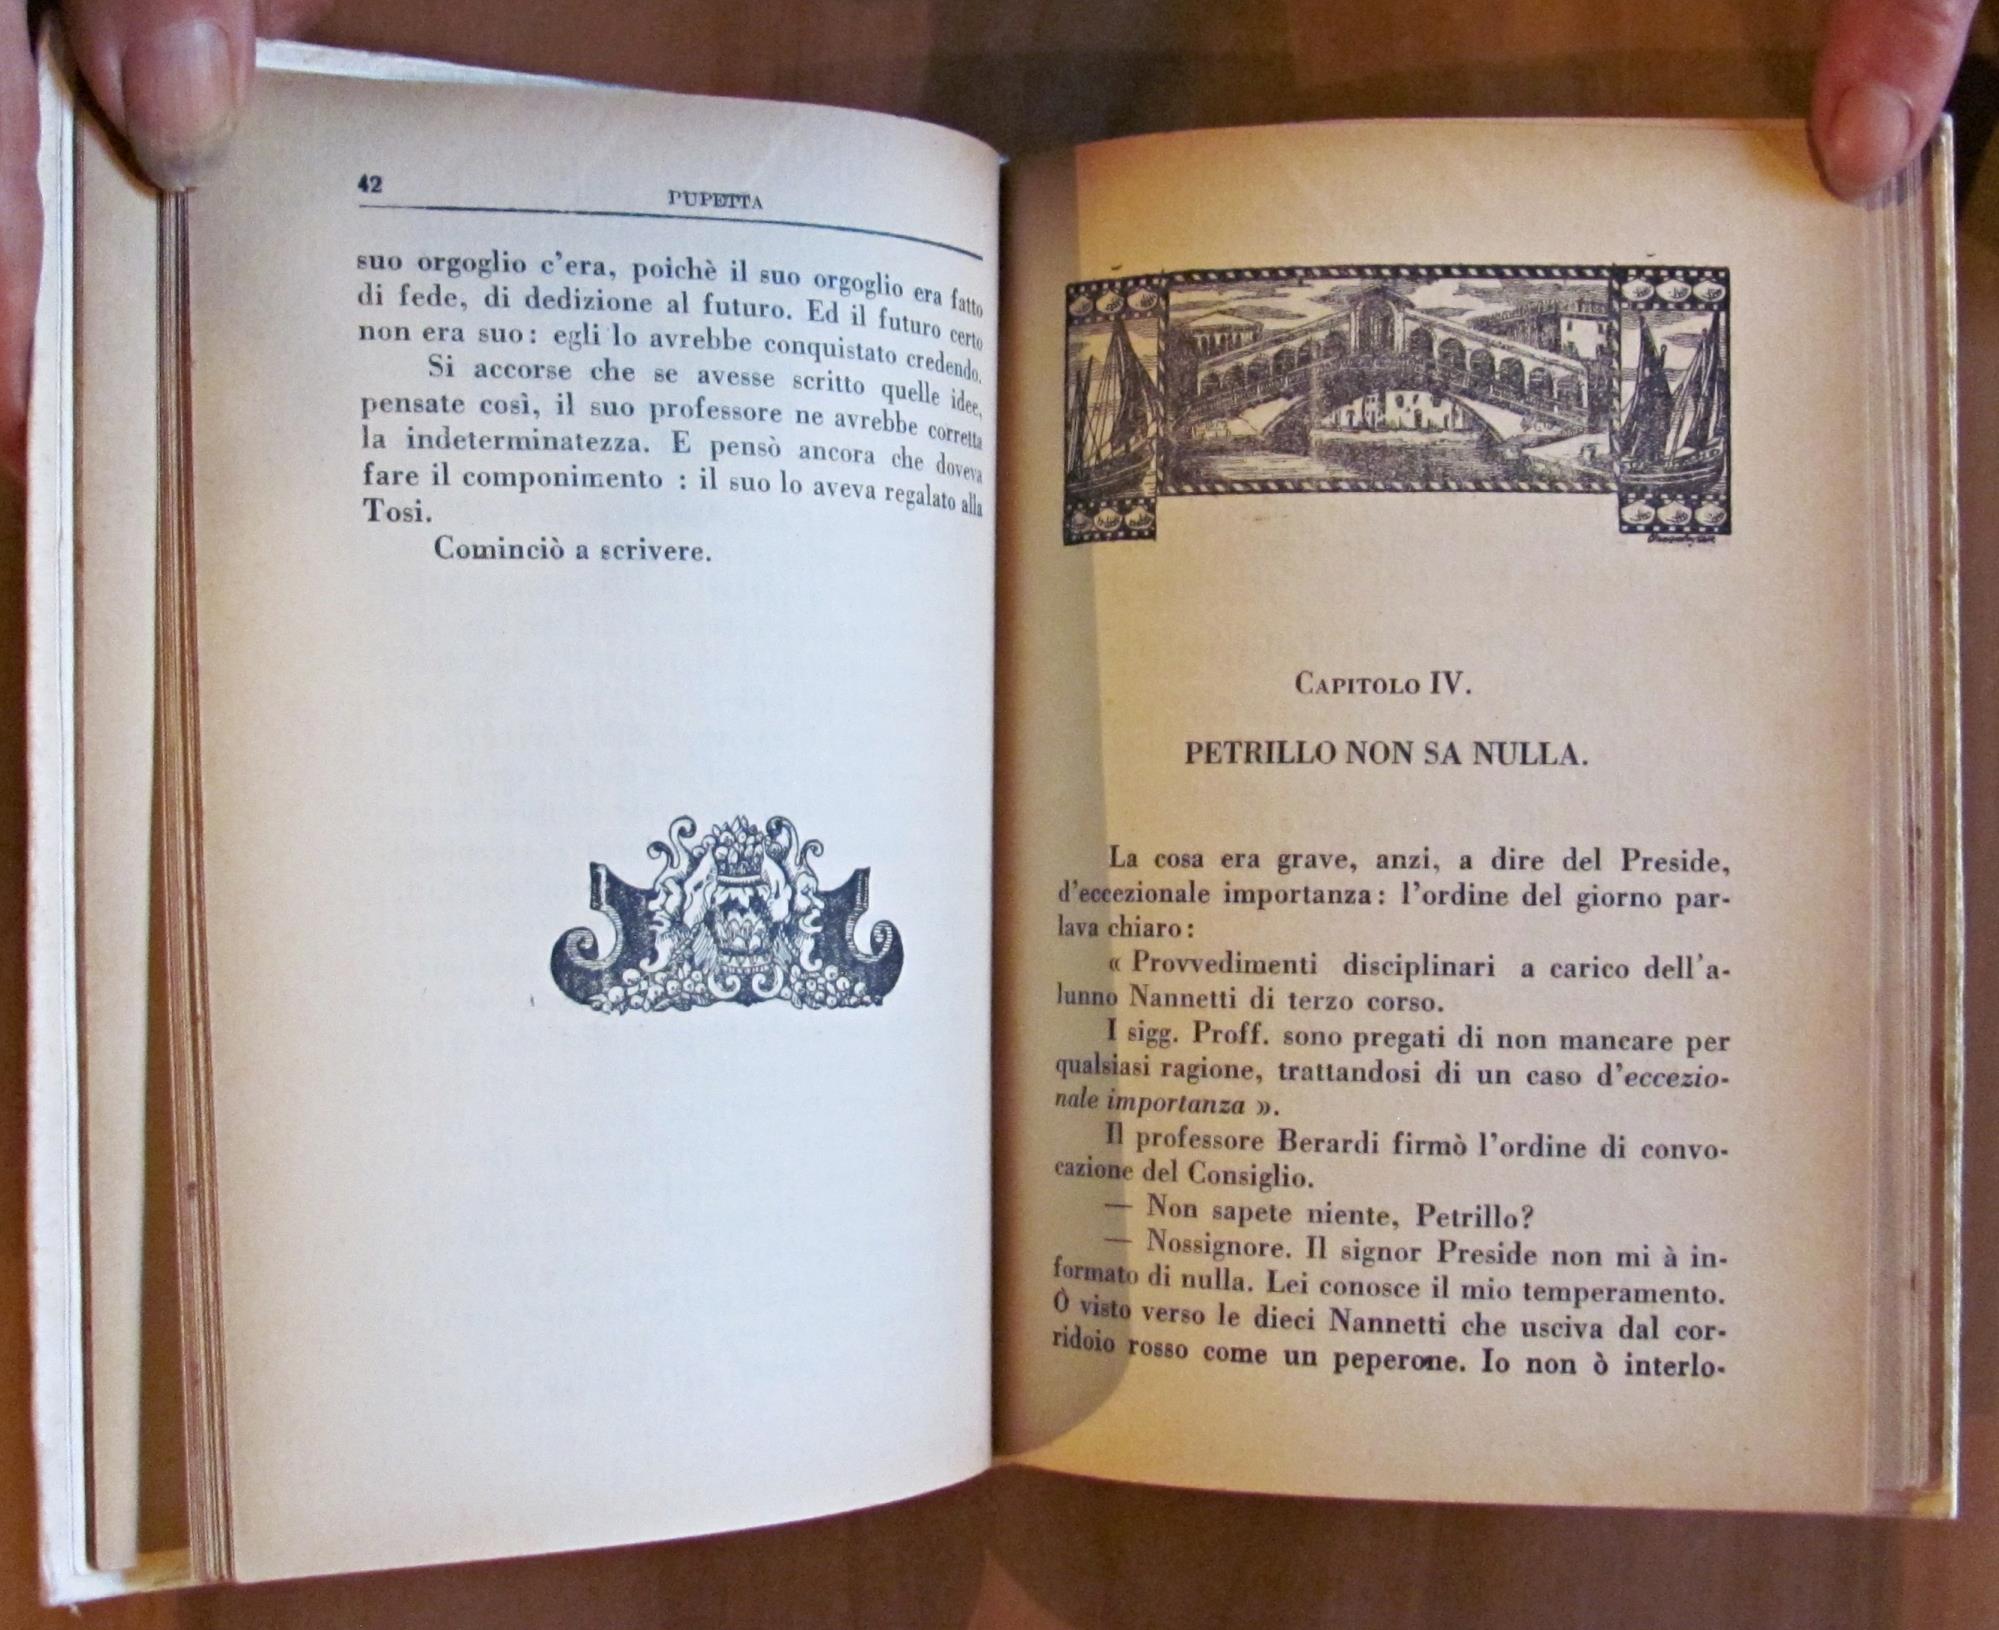 42
PUPETTA
suo orgoglio c'era, poichè il suo orgoglio era fatto
di fede, di dedizione al futuro. Ed il futuro certo
non era suo: egli lo avrebbe conquistato credendo.
Si accorse che se avesse scritto quelle idee,
pensate così, il suo professore ne avrebbe corretta
la indeterminatezza. E pensò ancora che doveva
fare il componimento : il suo lo aveva regalato alla
Tosi.
Cominciò a scrivere.
CAPITOLO IV.
PETRILLO NON SA NULLA.
La cosa era grave, anzi, a dire del Preside,
d'eccezionale importanza: l'ordine del giorno par-
lava chiaro:
« Provvedimenti disciplinari a carico dell'a-
lunno Nannetti di terzo corso.
I sigg. Proff. sono pregati di non mancare per
qualsiasi ragione, trattandosi di un caso d'eccezio-
nale importanza ».
Il professore Berardi firmò l'ordine di convo-
cazione del Consiglio.
— Non sapete niente, Petrillo?
— Nossignore. Il signor Preside non mi à in-
formato di nulla. Lei conosce il mio temperamento.
Ò visto verso le dieci Nannetti che usciva dal cor-
ridoio rosso come un peperone. Io non ò interlo-